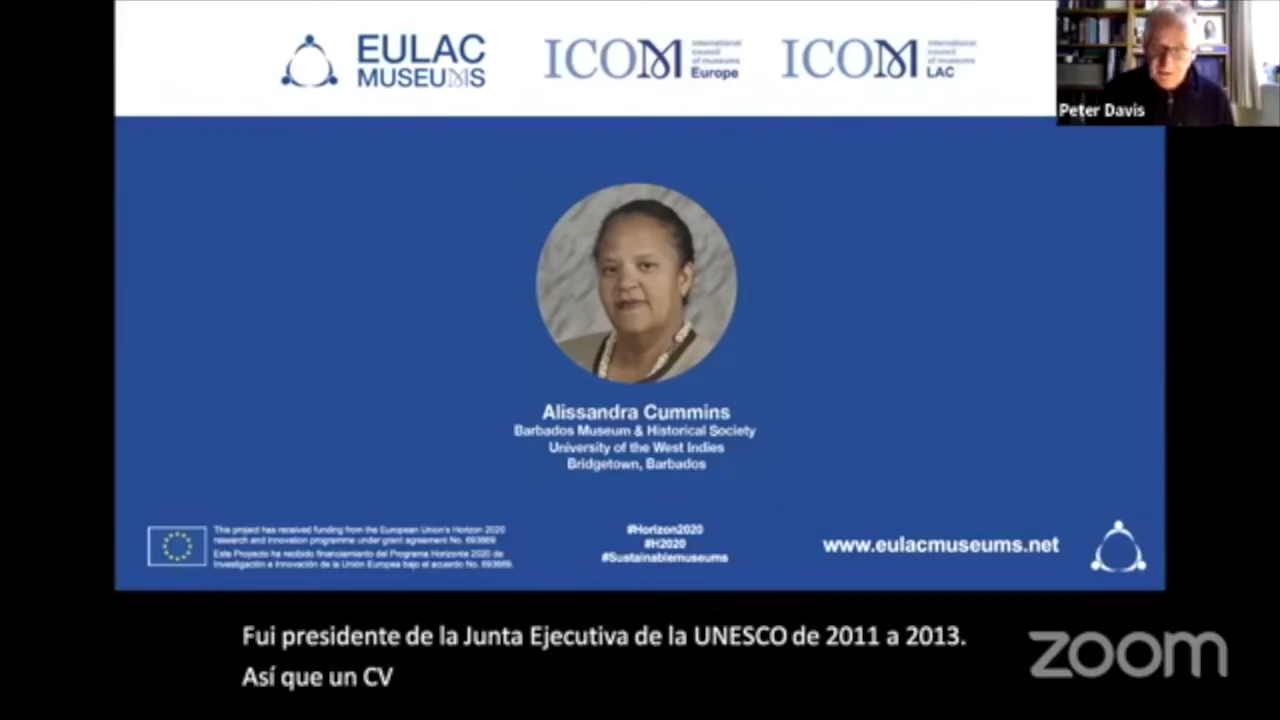 EULAC
MUSEUMS
ICOM
international
council
of museums
Europe
ICOM
international
council
of museums
LAC
Peter Davis
Alissandra Cummins
Barbados Museum & Historical Society
University of the West Indies
Bridgetown, Barbados
This project has received funding from the European Union's Horizon 2020
research and innovation programme under grant agreement No. 693669
Este Proyecto ha recibido financiamiento del Programa Horizonte 2020 de
Investigación e Innovación de la Unión Europea bajo el acuerdo No. 693669.
#Horizon2020
#H2020
#Sustainablemuseums
www.eulacmuseums.net
Fui presidente de la Junta Ejecutiva de la UNESCO de 2011 a 2013.
Así que un CV
zoom